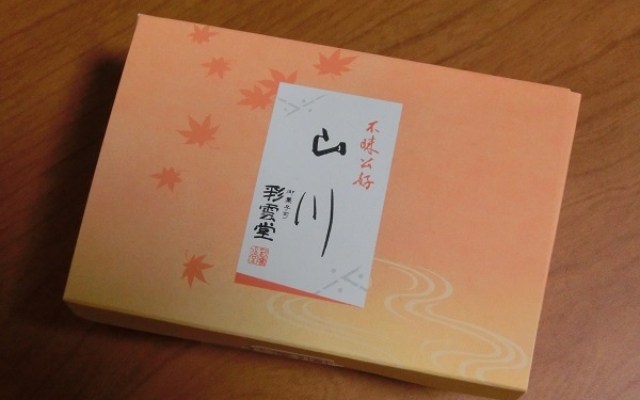 不昧公好
山川
御菓子司
彩雲堂